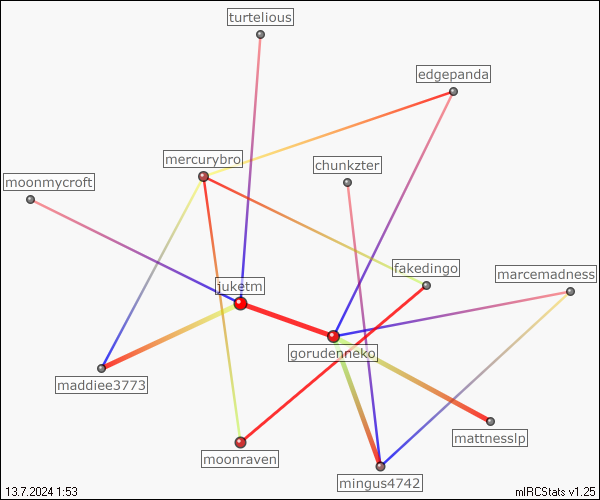 turtelious
edgepanda
mercurybro
chunkzter
moonmycroft
fakedingo
marcemadness
juketm
gorudenneko
maddiee3773
mattnesslp
moonraven
mingus4742
13.7.2024 1:53
mIRCStats v1.25